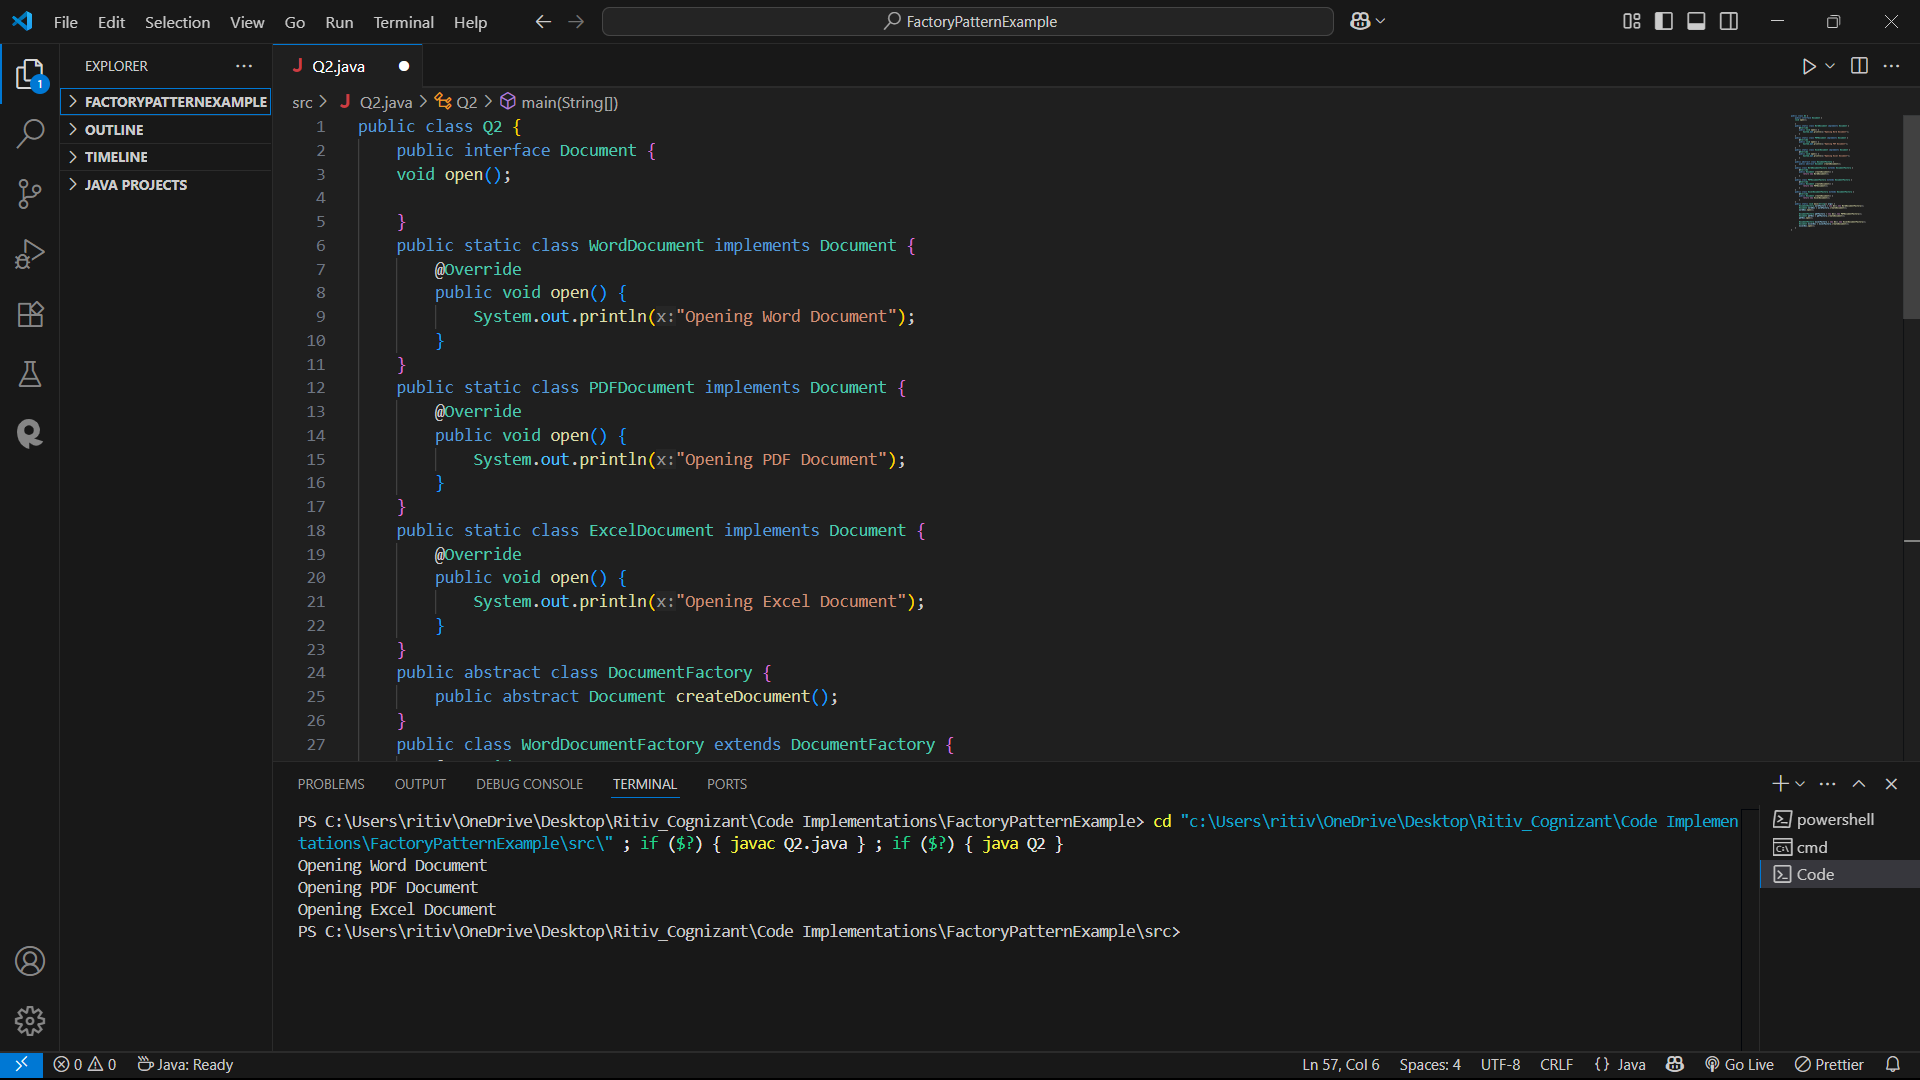 File Edit Selection View Go Run Terminal Help
FactoryPatternExample
EXPLORER
1
FACTORYPATTERNEXAMPLE
OUTLINE
TIMELINE
JAVA PROJECTS
J Q2.java
src > J Q2.java > Q2 > main(String[])
1 public class Q2 {
2 public interface Document {
3 void open();
4
5 }
6 public static class WordDocument implements Document {
7 @Override
8 public void open() {
9 System.out.println(x:"Opening Word Document");
10 }
11 }
12 public static class PDFDocument implements Document {
13 @Override
14 public void open() {
15 System.out.println(x:"Opening PDF Document");
16 }
17 }
18 public static class ExcelDocument implements Document {
19 @Override
20 public void open() {
21 System.out.println(x:"Opening Excel Document");
22 }
23 }
24 public abstract class DocumentFactory {
25 public abstract Document createDocument();
26 }
27 public class WordDocumentFactory extends DocumentFactory {
PROBLEMS OUTPUT DEBUG CONSOLE TERMINAL PORTS
PS C:\Users\ritiv\OneDrive\Desktop\Ritiv_Cognizant\Code Implementations\FactoryPatternExample> cd "c:\Users\ritiv\OneDrive\Desktop\Ritiv_Cognizant\Code Implemen
tations\FactoryPatternExample\src\" ; if ($?) { javac Q2.java } ; if ($?) { java Q2 }
Opening Word Document
Opening PDF Document
Opening Excel Document
PS C:\Users\ritiv\OneDrive\Desktop\Ritiv_Cognizant\Code Implementations\FactoryPatternExample\src>
powershell
cmd
Code
0 0 Java: Ready
Ln 57, Col 6 Spaces: 4 UTF-8 CRLF {} Java Go Live Prettier